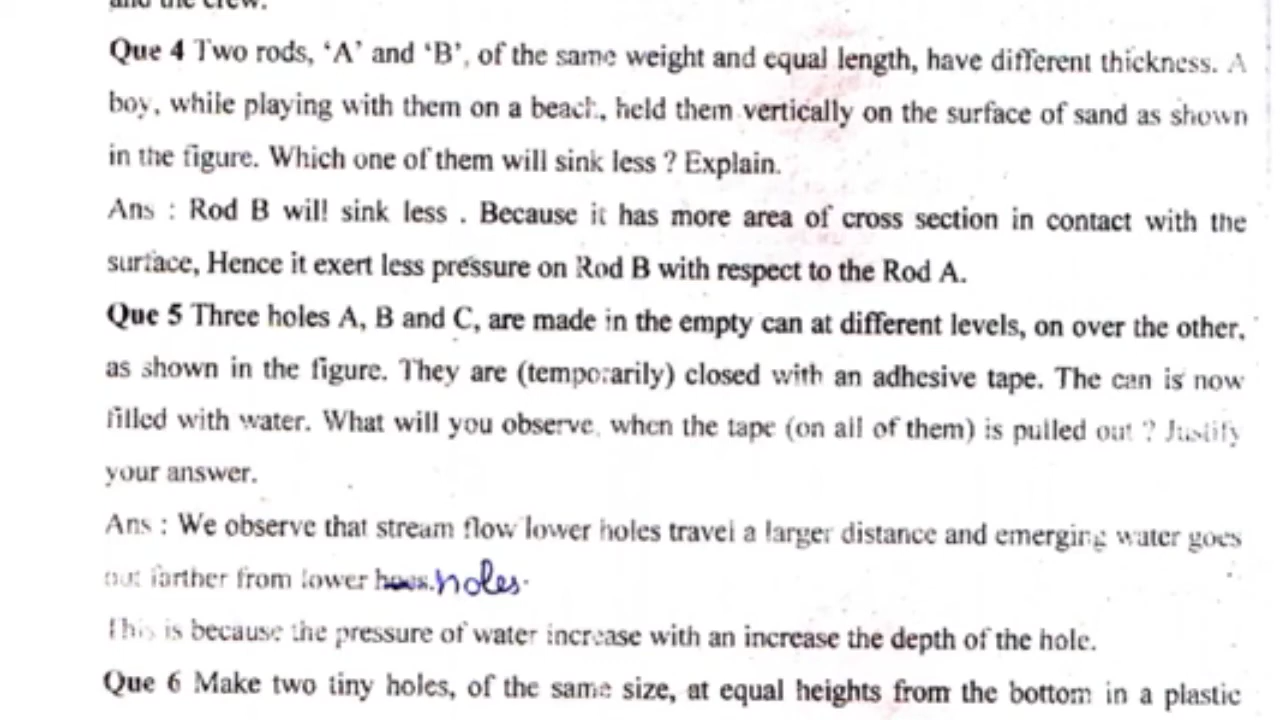 and the crew.
Que 4 Two rods, ‘A’ and ‘B’, of the same weight and equal length, have different thickness. A
boy, while playing with them on a beach, held them vertically on the surface of sand as shown
in the figure. Which one of them will sink less ? Explain.
Ans : Rod B will sink less . Because it has more area of cross section in contact with the
surface, Hence it exert less pressure on Rod B with respect to the Rod A.
Que 5 Three holes A, B and C, are made in the empty can at different levels, on over the other,
as shown in the figure. They are (temporarily) closed with an adhesive tape. The can is now
filled with water. What will you observe, when the tape (on all of them) is pulled out ? Justify
your answer.
Ans : We observe that stream flow lower holes travel a larger distance and emerging water goes
out farther from lower holes.
This is because the pressure of water increase with an increase the depth of the hole.
Que 6 Make two tiny holes, of the same size, at equal heights from the bottom in a plastic